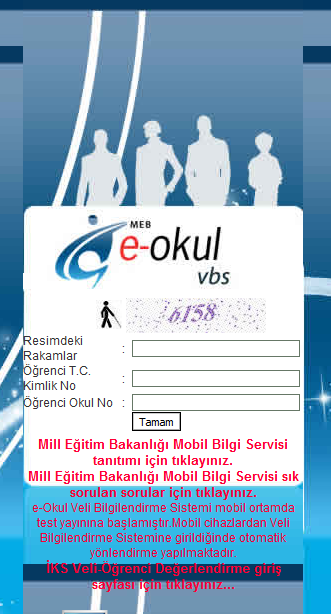 MEB
e-okul
vbs
6158
Resimdeki
Rakamlar :
Öğrenci T.C.
Kimlik No :
Öğrenci Okul No :
Tamam
Mill Eğitim Bakanlığı Mobil Bilgi Servisi
tanıtımı için tıklayınız.
Mill Eğitim Bakanlığı Mobil Bilgi Servisi sık
sorulan sorular için tıklayınız.
e-Okul Veli Bilgilendirme Sistemi mobil ortamda
test yayınına başlamıştır.Mobil cihazlardan Veli
Bilgilendirme Sistemine girildiğinde otomatik
yönlendirme yapılmaktadır.
İKS Veli-Öğrenci Değerlendirme giriş
sayfası için tıklayınız...